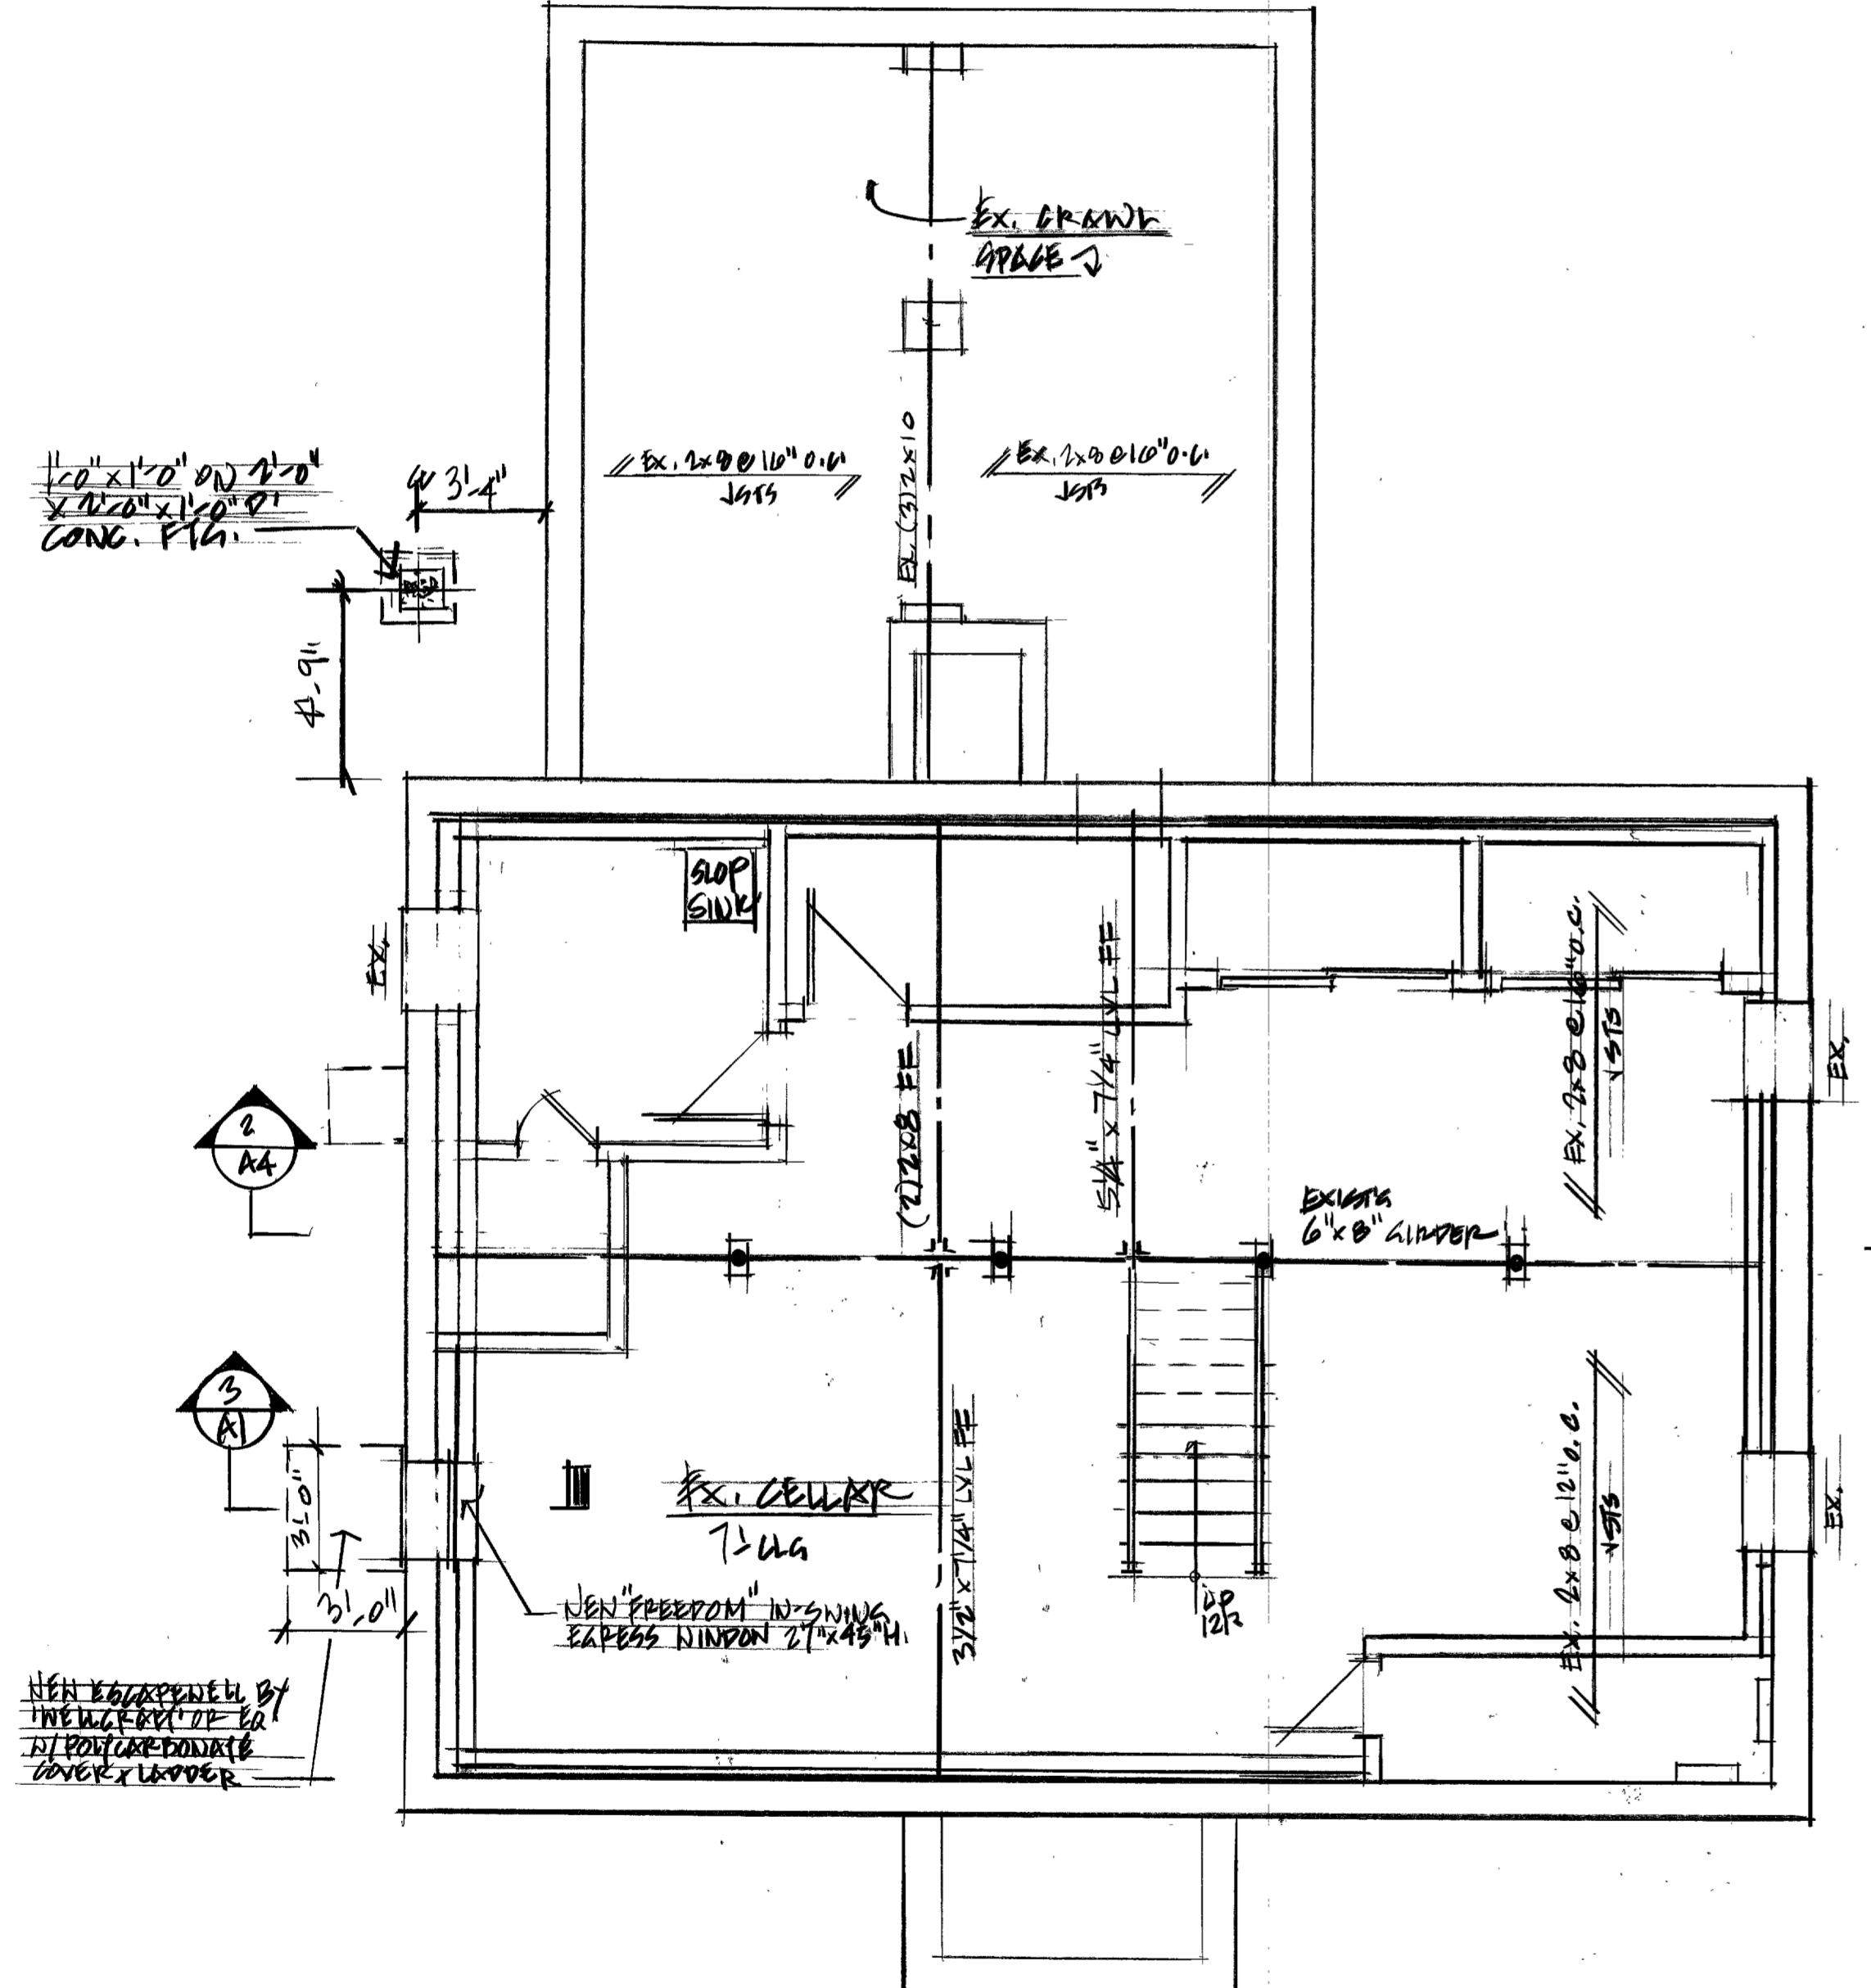 EX. CRAWL
SPACE
1'-0" x 1'-0" ON 2'-0"
x 2'-0" x 1'-0" D'
CONC. FTG.
3'-4"
4'-9"
EX. 2x8 @ 16" O.C.
JSTS
EX. (3) 2x10
EX. 2x8 @ 16" O.C.
JSTS
SLOP
SINK
EX.
2
A4
(2) 2x8 FF
5 1/4" x 7 1/4" LVL FF
EX. 2x8 @ 16" O.C.
JSTS
EX.
EXIST'G
6" x 8" GIRDER
3
A1
3'-0"
3'-0"
EX. CELLAR
7'- CLG
3 1/2" x 7 1/4" LVL FF
UP
12R
EX. 2x8 @ 12" O.C.
JSTS
EX.
NEW "FREEDOM" IN-SWING
EGRESS WINDOW 27" x 45" H.
NEW ESCAPEWELL BY
'WELLCRAFT' OR EQ
W/ POLYCARBONATE
COVER & LADDER